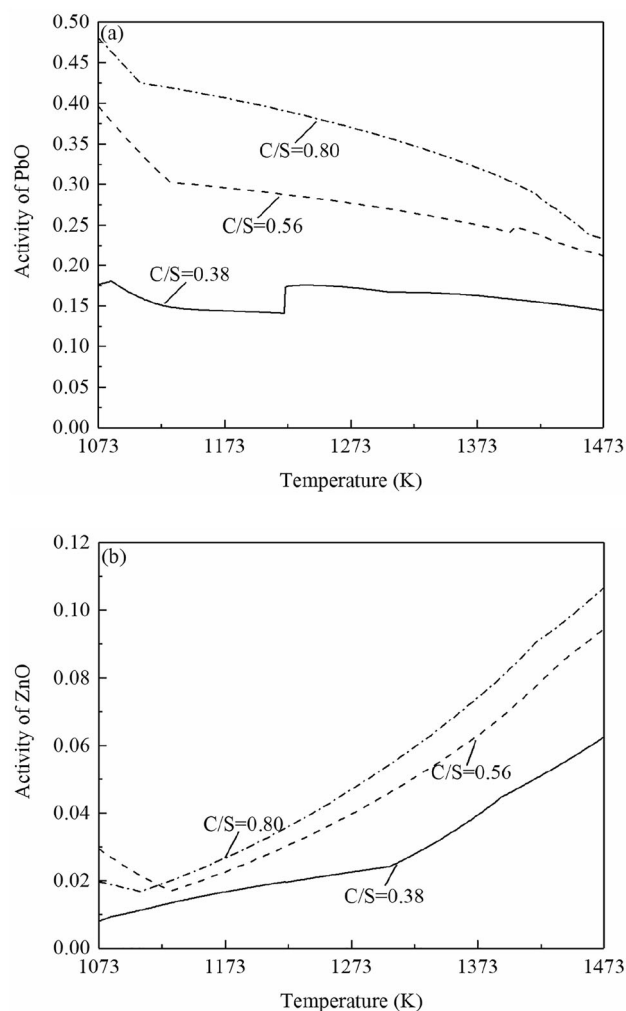 (a)
0.50
0.45
0.40
0.35
0.30
0.25
0.20
0.15
0.10
0.05
0.00
Activity of PbO
C/S=0.80
C/S=0.56
C/S=0.38
1073 1173 1273 1373 1473
Temperature (K)
(b)
0.12
0.10
0.08
0.06
0.04
0.02
0.00
Activity of ZnO
C/S=0.56
C/S=0.80
C/S=0.38
1073 1173 1273 1373 1473
Temperature (K)